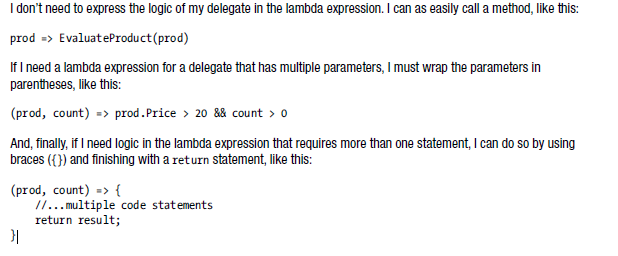 I don't need to express the logic of my delegate in the lambda expression. I can as easily call a method, like this:
prod => EvaluateProduct(prod)
If I need a lambda expression for a delegate that has multiple parameters, I must wrap the parameters in
parentheses, like this:
(prod, count) => prod.Price > 20 && count > 0
And, finally, if I need logic in the lambda expression that requires more than one statement, I can do so by using
braces ({}) and finishing with a return statement, like this:
(prod, count) => {
    //...multiple code statements
    return result;
}